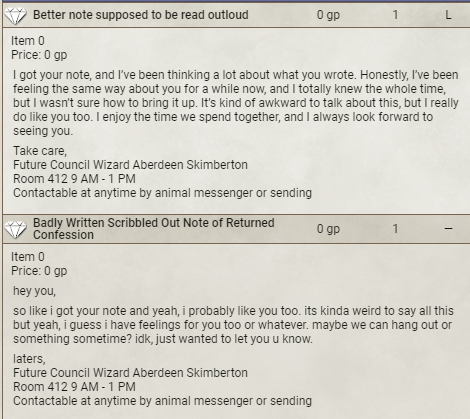 Better note supposed to be read outloud 0 gp 1 L
Item 0
Price: 0 gp
I got your note, and I've been thinking a lot about what you wrote. Honestly, I've been
feeling the same way about you for a while now, and I totally knew the whole time,
but I wasn't sure how to bring it up. It's kind of awkward to talk about this, but I really
do like you too. I enjoy the time we spend together, and I always look forward to
seeing you.
Take care,
Future Council Wizard Aberdeen Skimberton
Room 412 9 AM - 1 PM
Contactable at anytime by animal messenger or sending
Badly Written Scribbled Out Note of Returned
Confession 0 gp 1 —
Item 0
Price: 0 gp
hey you,
so like i got your note and yeah, i probably like you too. its kinda weird to say all this
but yeah, i guess i have feelings for you too or whatever. maybe we can hang out or
something sometime? idk, just wanted to let you u know.
laters,
Future Council Wizard Aberdeen Skimberton
Room 412 9 AM - 1 PM
Contactable at anytime by animal messenger or sending